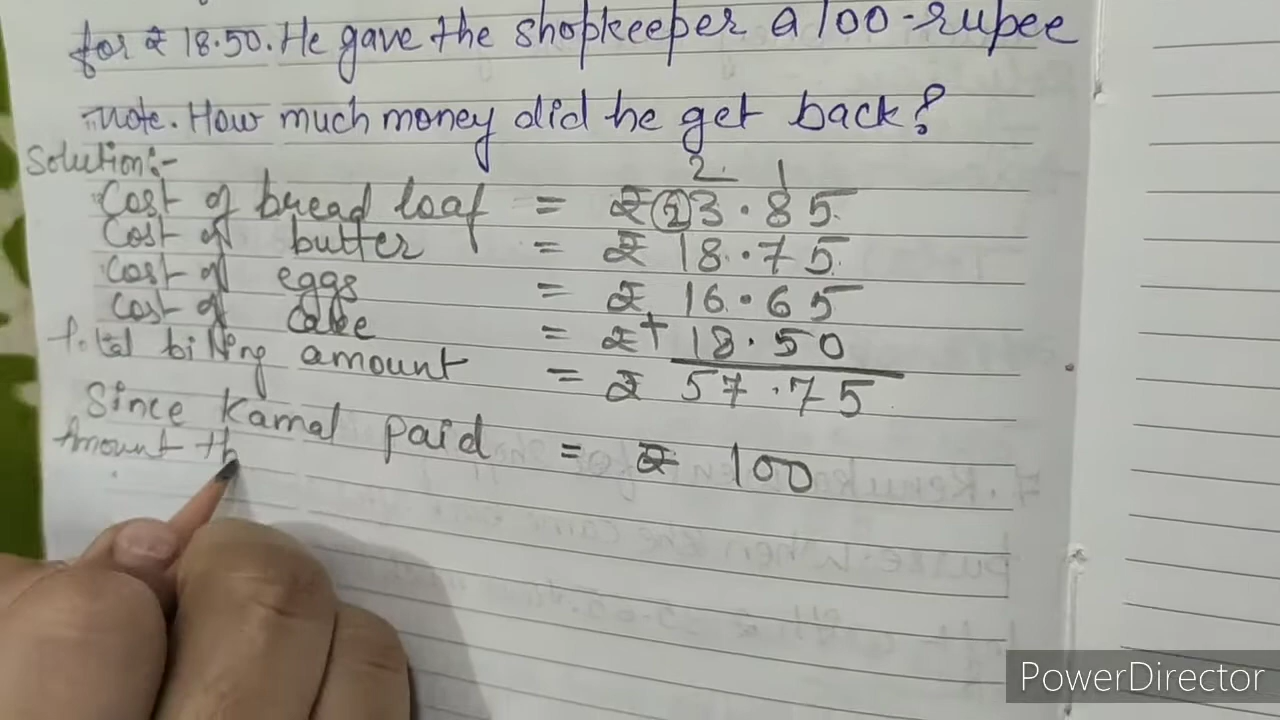 for ₹ 18.50. He gave the shopkeeper a 100-rupee
note. How much money did he get back?
Solution:-
2 1
Cost of bread loaf = ₹ 23.85
Cost of butter = ₹ 18.75
Cost of eggs = ₹ 16.65
Cost of cake = ₹ + 18.50
total billing amount = ₹ 57.75
Since Kamal paid = ₹ 100
Amount th
PowerDirector